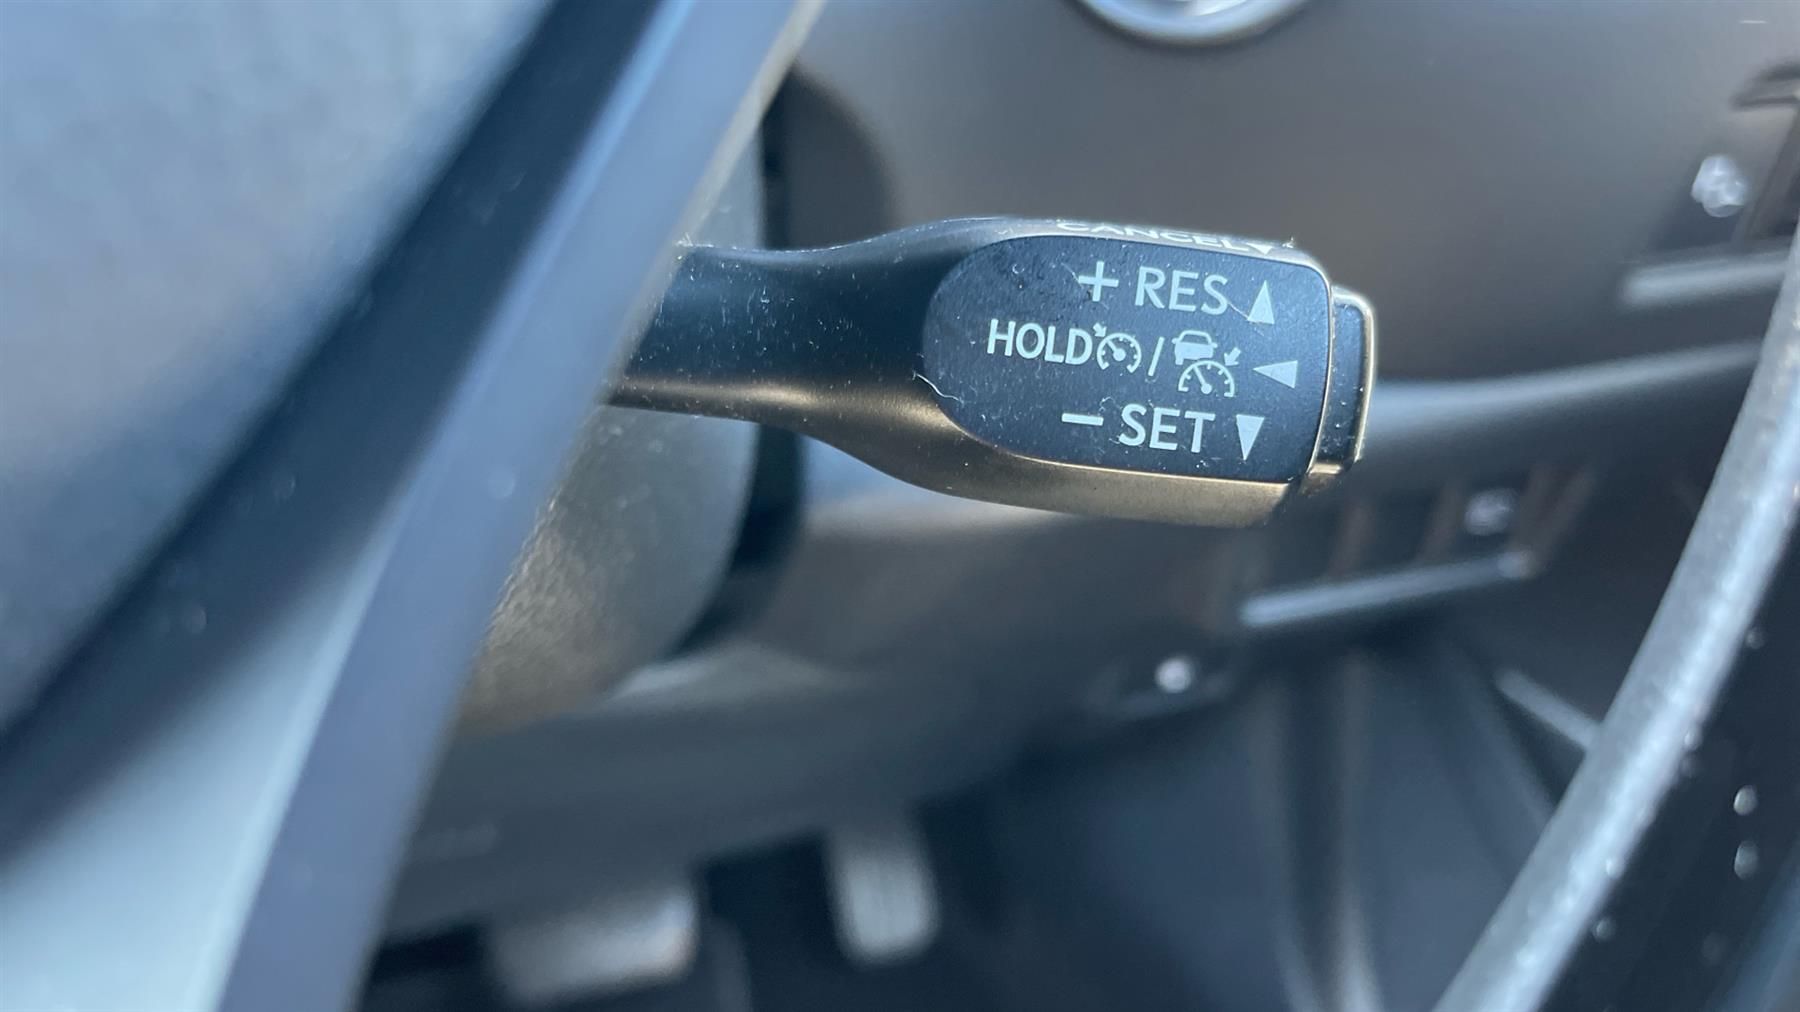 CANCEL▼
+ RES ▲
HOLD / ◀
− SET ▼